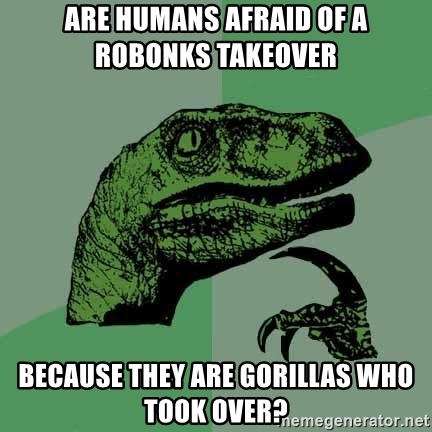 ARE HUMANS AFRAID OF A
ROBONKS TAKEOVER
BECAUSE THEY ARE GORILLAS WHO
TOOK OVER?
memegenerator.net